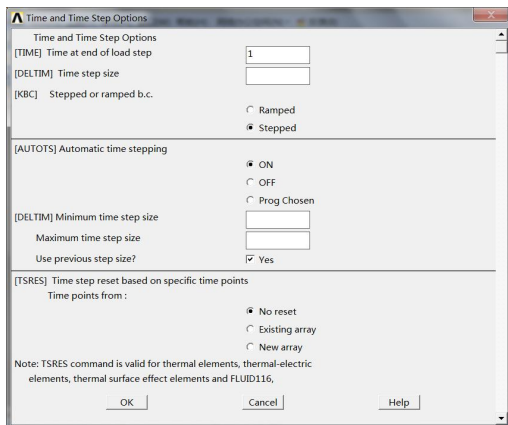 Time and Time Step Options
Time and Time Step Options
[TIME] Time at end of load step 1
[DELTIM] Time step size
[KBC] Stepped or ramped b.c.
Ramped
Stepped
[AUTOTS] Automatic time stepping
ON
OFF
Prog Chosen
[DELTIM] Minimum time step size
Maximum time step size
Use previous step size? Yes
[TSRES] Time step reset based on specific time points
Time points from :
No reset
Existing array
New array
Note: TSRES command is valid for thermal elements, thermal-electric
elements, thermal surface effect elements and FLUID116,
OK Cancel Help